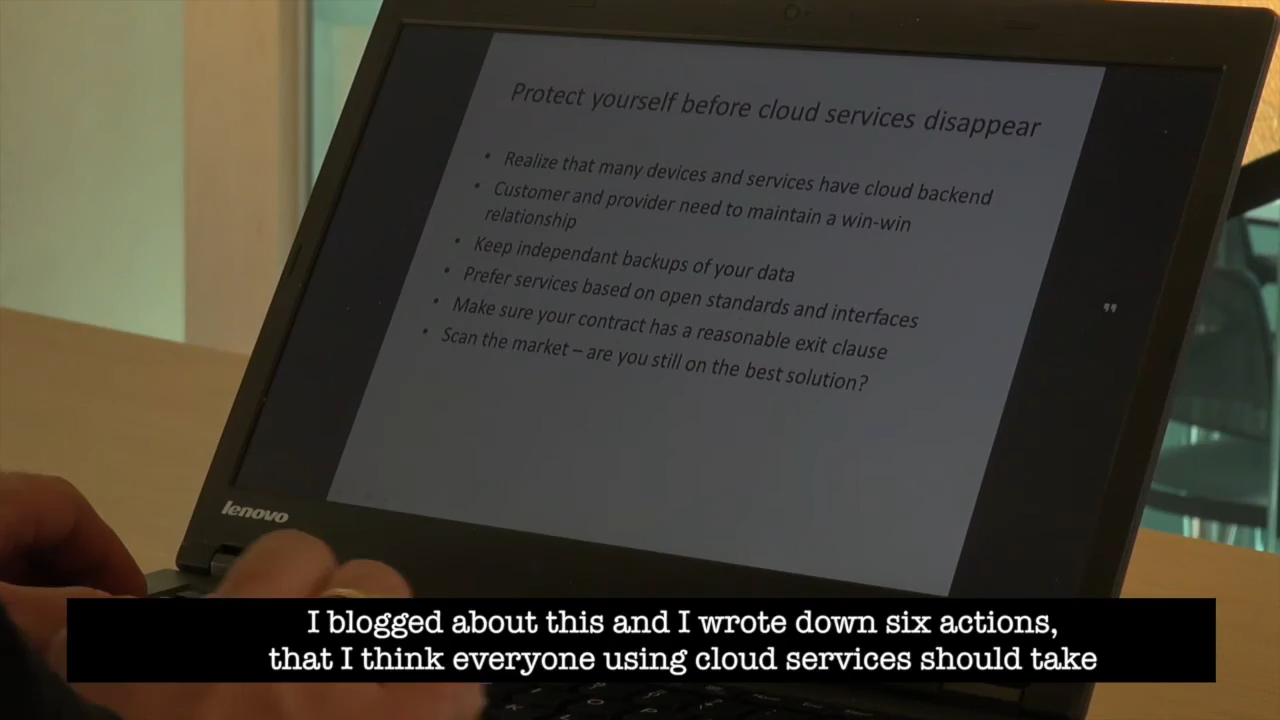 Protect yourself before cloud services disappear
• Realize that many devices and services have cloud backend
• Customer and provider need to maintain a win-win
relationship
• Keep independant backups of your data
• Prefer services based on open standards and interfaces
• Make sure your contract has a reasonable exit clause
• Scan the market – are you still on the best solution?
lenovo
I blogged about this and I wrote down six actions,
that I think everyone using cloud services should take